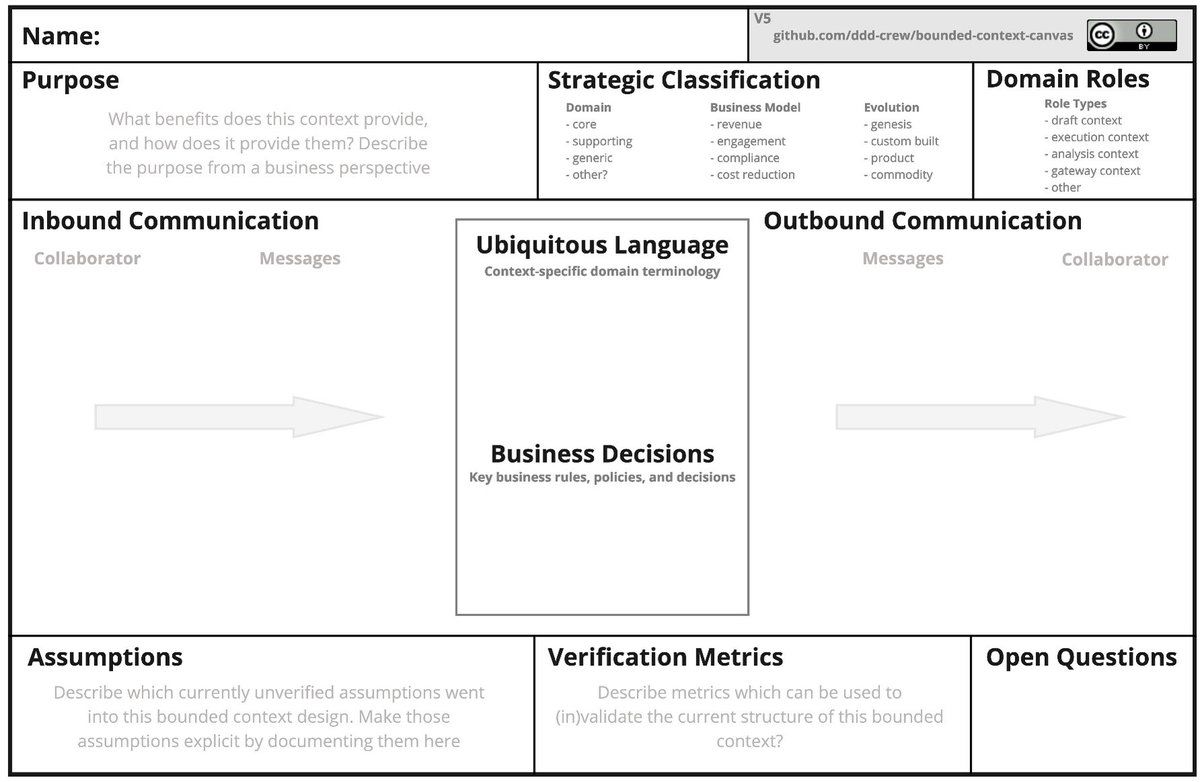 Name:
V5
github.com/ddd-crew/bounded-context-canvas
cc
BY
Purpose
What benefits does this context provide,
and how does it provide them? Describe
the purpose from a business perspective
Strategic Classification
Domain
- core
- supporting
- generic
- other?
Business Model
- revenue
- engagement
- compliance
- cost reduction
Evolution
- genesis
- custom built
- product
- commodity
Domain Roles
Role Types
- draft context
- execution context
- analysis context
- gateway context
- other
Inbound Communication
Collaborator
Messages
Ubiquitous Language
Context-specific domain terminology
Business Decisions
Key business rules, policies, and decisions
Outbound Communication
Messages
Collaborator
Assumptions
Describe which currently unverified assumptions went
into this bounded context design. Make those
assumptions explicit by documenting them here
Verification Metrics
Describe metrics which can be used to
(in)validate the current structure of this bounded
context?
Open Questions